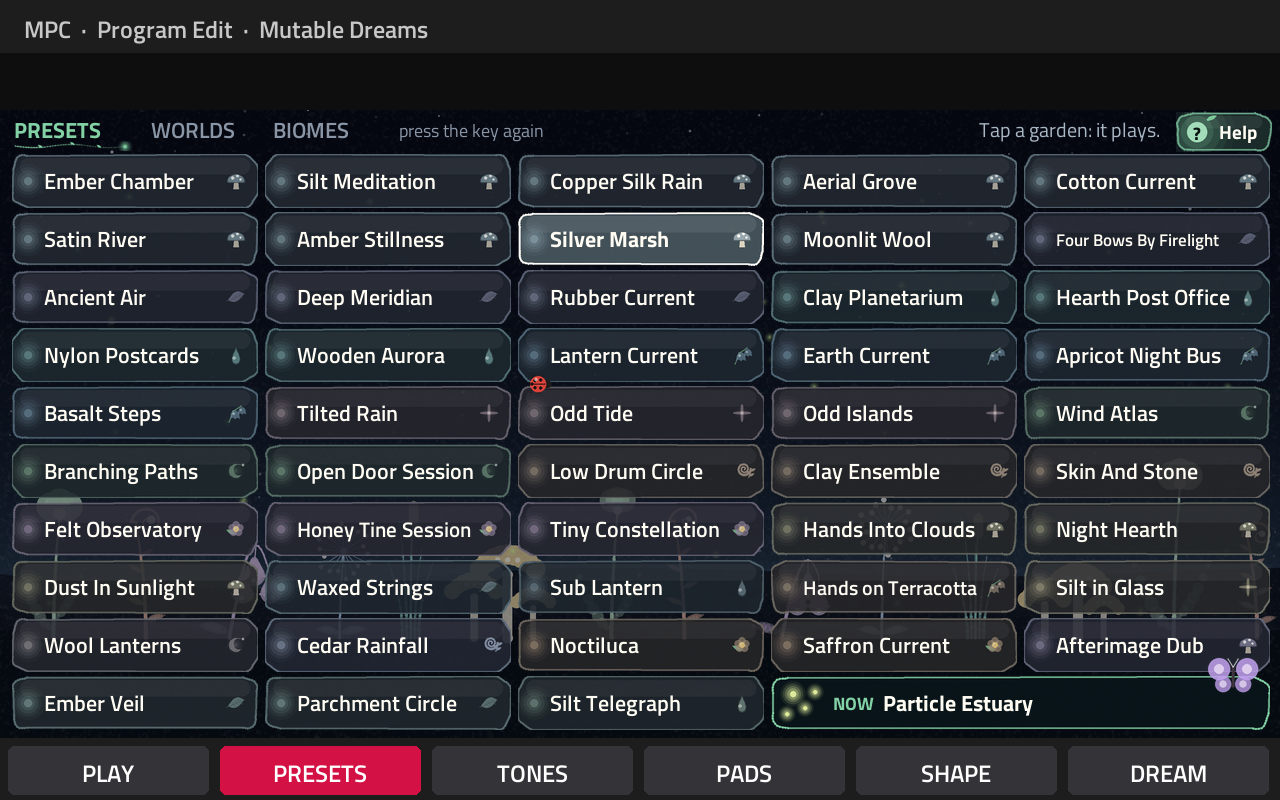 MPC · Program Edit · Mutable Dreams
PRESETS WORLDS BIOMES press the key again Tap a garden: it plays. ? Help
Ember Chamber Silt Meditation Copper Silk Rain Aerial Grove Cotton Current
Satin River Amber Stillness Silver Marsh Moonlit Wool Four Bows By Firelight
Ancient Air Deep Meridian Rubber Current Clay Planetarium Hearth Post Office
Nylon Postcards Wooden Aurora Lantern Current Earth Current Apricot Night Bus
Basalt Steps Tilted Rain Odd Tide Odd Islands Wind Atlas
Branching Paths Open Door Session Low Drum Circle Clay Ensemble Skin And Stone
Felt Observatory Honey Tine Session Tiny Constellation Hands Into Clouds Night Hearth
Dust In Sunlight Waxed Strings Sub Lantern Hands on Terracotta Silt in Glass
Wool Lanterns Cedar Rainfall Noctiluca Saffron Current Afterimage Dub
Ember Veil Parchment Circle Silt Telegraph NOW Particle Estuary
PLAY PRESETS TONES PADS SHAPE DREAM